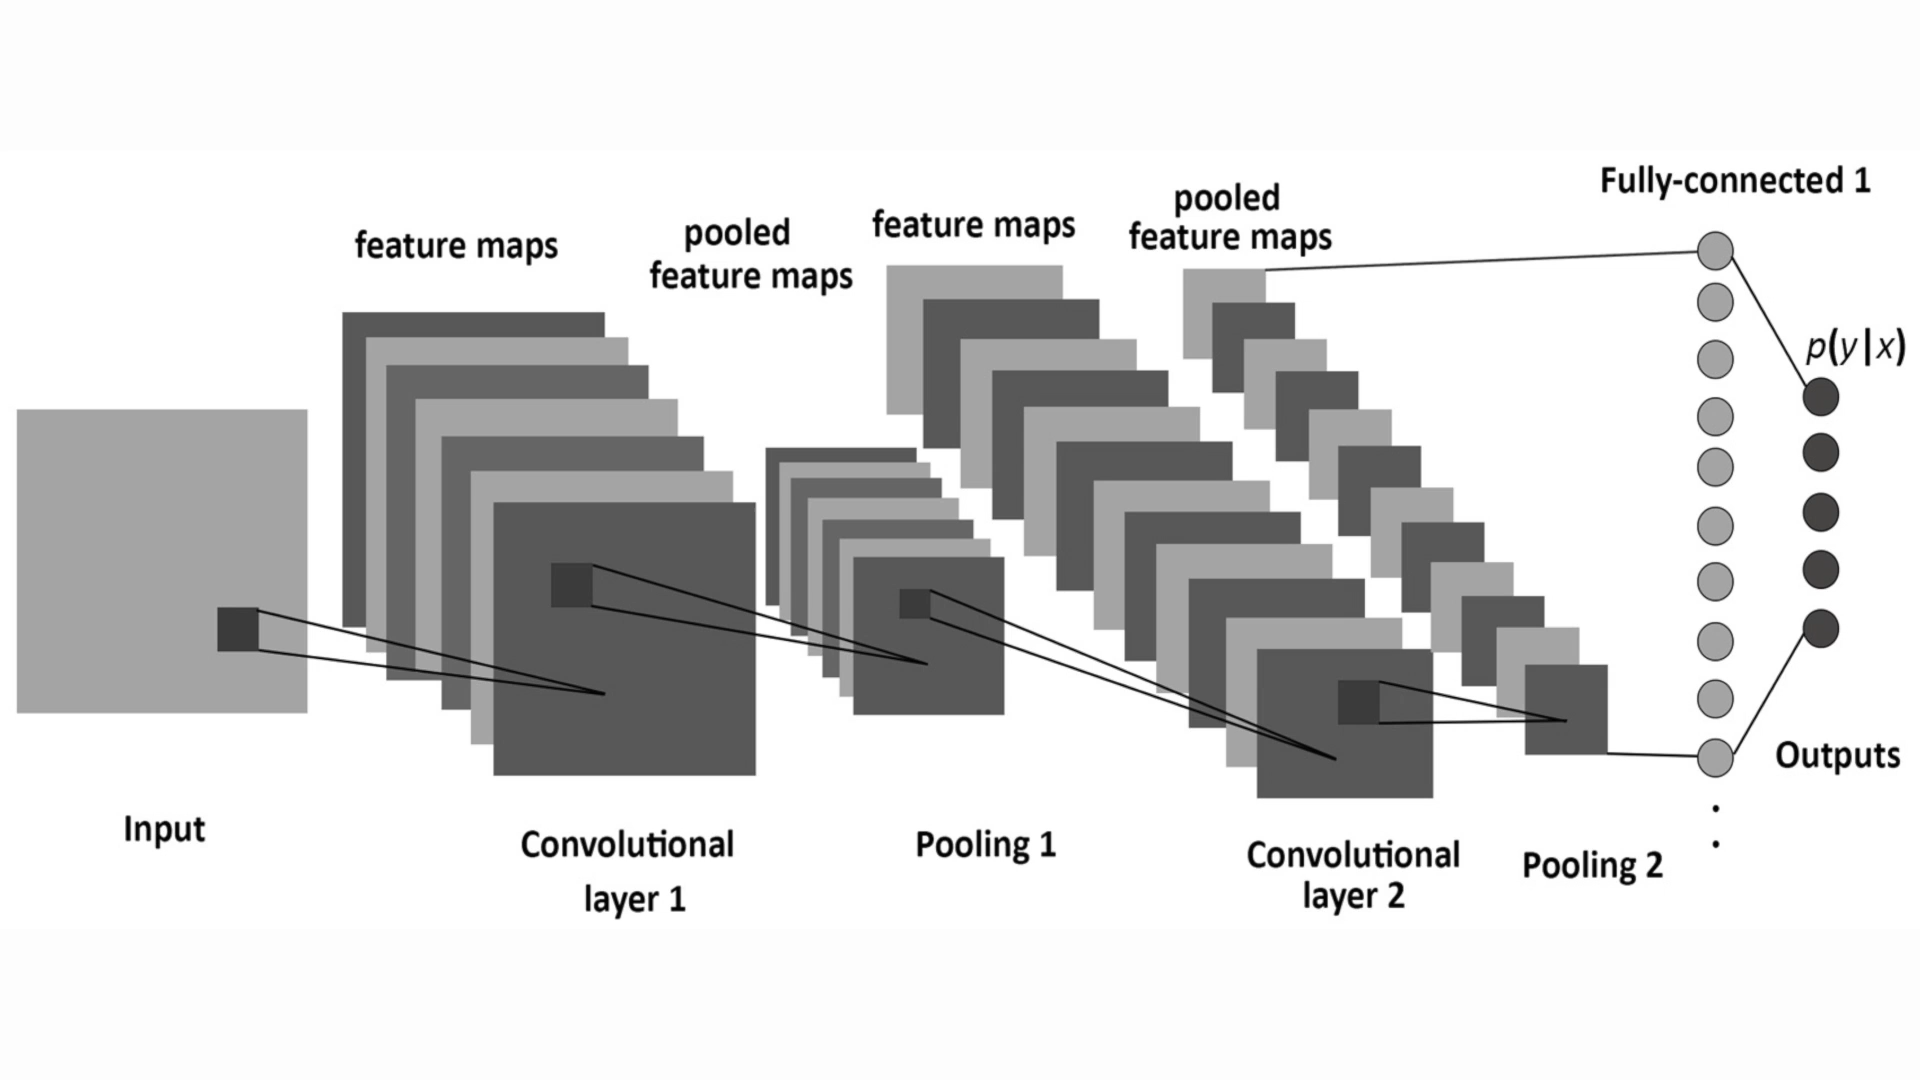 Fully-connected 1
feature maps
pooled
feature maps
feature maps
pooled
feature maps
p(y|x)
Outputs
Input
Convolutional
layer 1
Pooling 1
Convolutional
layer 2
Pooling 2